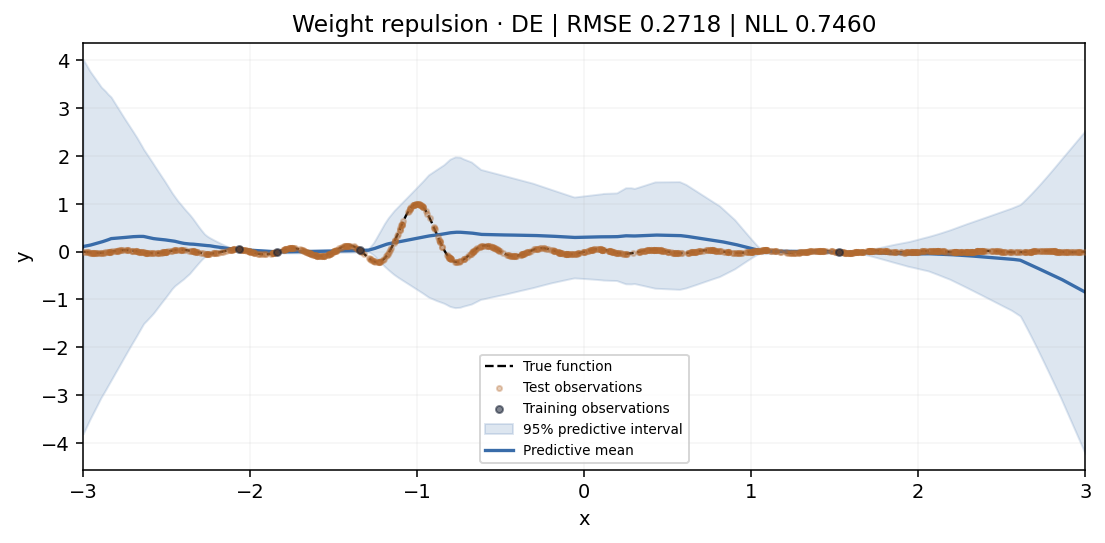 Weight repulsion · DE | RMSE 0.2718 | NLL 0.7460
4
3
2
1
0
−1
−2
−3
−4
y
True function
Test observations
Training observations
95% predictive interval
Predictive mean
−3 −2 −1 0 1 2 3
x